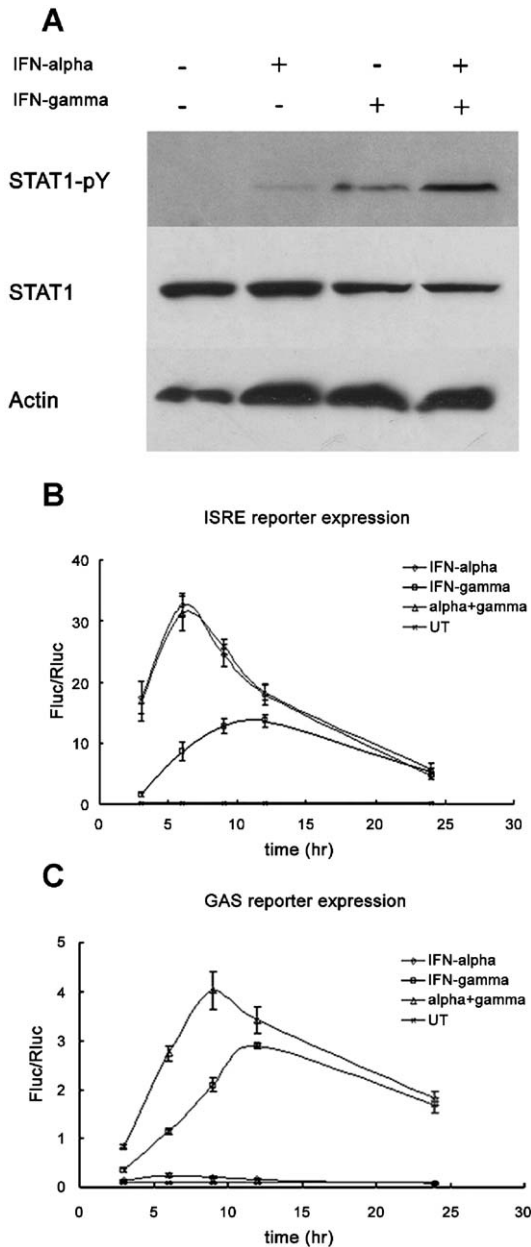 A
IFN-alpha - + - +
IFN-gamma - - + +
STAT1-pY
STAT1
Actin
B
ISRE reporter expression
40
30
20
10
0
Fluc/Rluc
0 5 10 15 20 25 30
time (hr)
IFN-alpha
IFN-gamma
alpha+gamma
UT
C
GAS reporter expression
5
4
3
2
1
0
Fluc/Rluc
0 5 10 15 20 25 30
time (hr)
IFN-alpha
IFN-gamma
alpha+gamma
UT